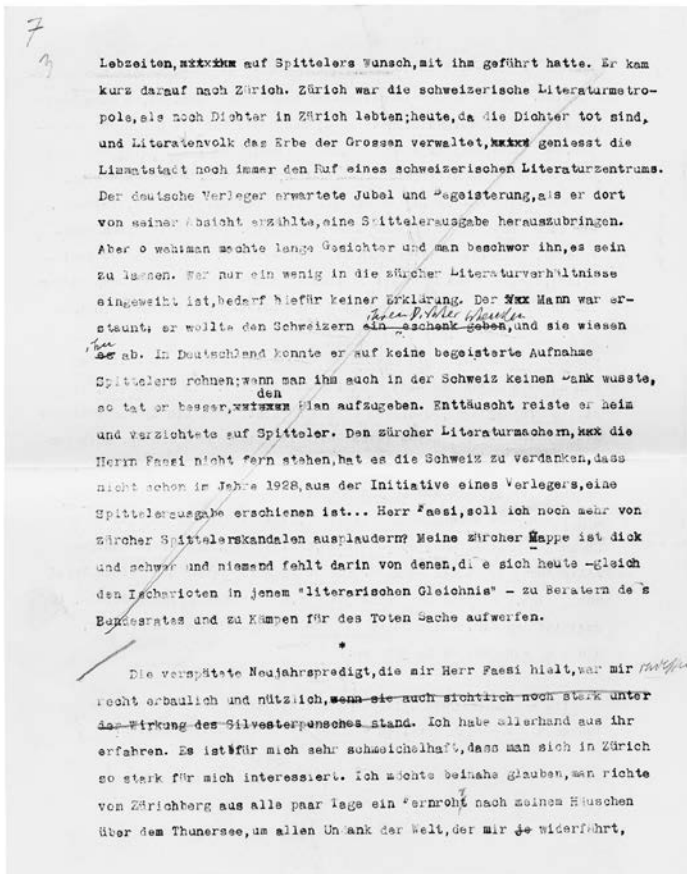 7
3
Lebzeiten, auf Spittelers Wunsch,mit ihm geführt hatte. Er kam
kurz darauf nach Zürich. Zürich war die schweizerische Literaturmetro-
pole,als noch Dichter in Zürich lebten;heute,da die Dichter tot sind,
und Literatenvolk das Erbe der Grossen verwaltet, geniesst die
Limmatstadt noch immer den Ruf eines schweizerischen Literaturzentrums.
Der deutsche Verleger erwartete Jubel und Begeisterung,als er dort
von seiner Absicht erzählte,eine Spittelerausgabe herauszubringen.
Aber o weh:man machte lange Gesichter und man beschwor ihn,es sein
zu lassen. Wer nur ein wenig in die zürcher Literaturverhältnisse
eingeweiht ist,bedarf hiefür keiner Erklärung. Der Mann war er-
ihren Dichter
staunt; er wollte den Schweizern ein Geschenk geben,und sie wiesen
ihn
es ab. In Deutschland konnte er auf keine begeisterte Aufnahme
Spittelers rehnen;wenn man ihm auch in der Schweiz keinen Dank wusste,
den
so tat er besser, Plan aufzugeben. Enttäuscht reiste er heim
und verzichtete auf Spitteler. Den zürcher Literaturmachern, die
Herrn Faesi nicht fern stehen,hat es die Schweiz zu verdanken,dass
nicht schon im Jahre 1928,aus der Initiative eines Verlegers,eine
Spittelerausgabe erschienen ist... Herr Faesi,soll ich noch mehr von
zürcher Spittelerskandalen ausplaudern? Meine zürcher Mappe ist dick
und schwer und niemand fehlt darin von denen,die sich heute -gleich
den Ischarioten in jenem "literarischen Gleichnis" - zu Beratern des
Bundesrates und zu Kämpen für des Toten Sache aufwerfen.
*
Die verspätete Neujahrspredigt,die mir Herr Faesi hielt,war mir
recht erbaulich und nützlich,wenn sie auch sichtlich noch stark unter
der Wirkung des Silvesterpunsches stand. Ich habe allerhand aus ihr
erfahren. Es ist für mich sehr schmeichelhaft,dass man sich in Zürich
so stark für mich interessiert. Ich möchte beinahe glauben,man richte
vom Zürichberg aus alle paar Tage ein Fernroht nach meinem Häuschen
über dem Thunersee,um allen Undank der Welt,der mir je widerfährt,